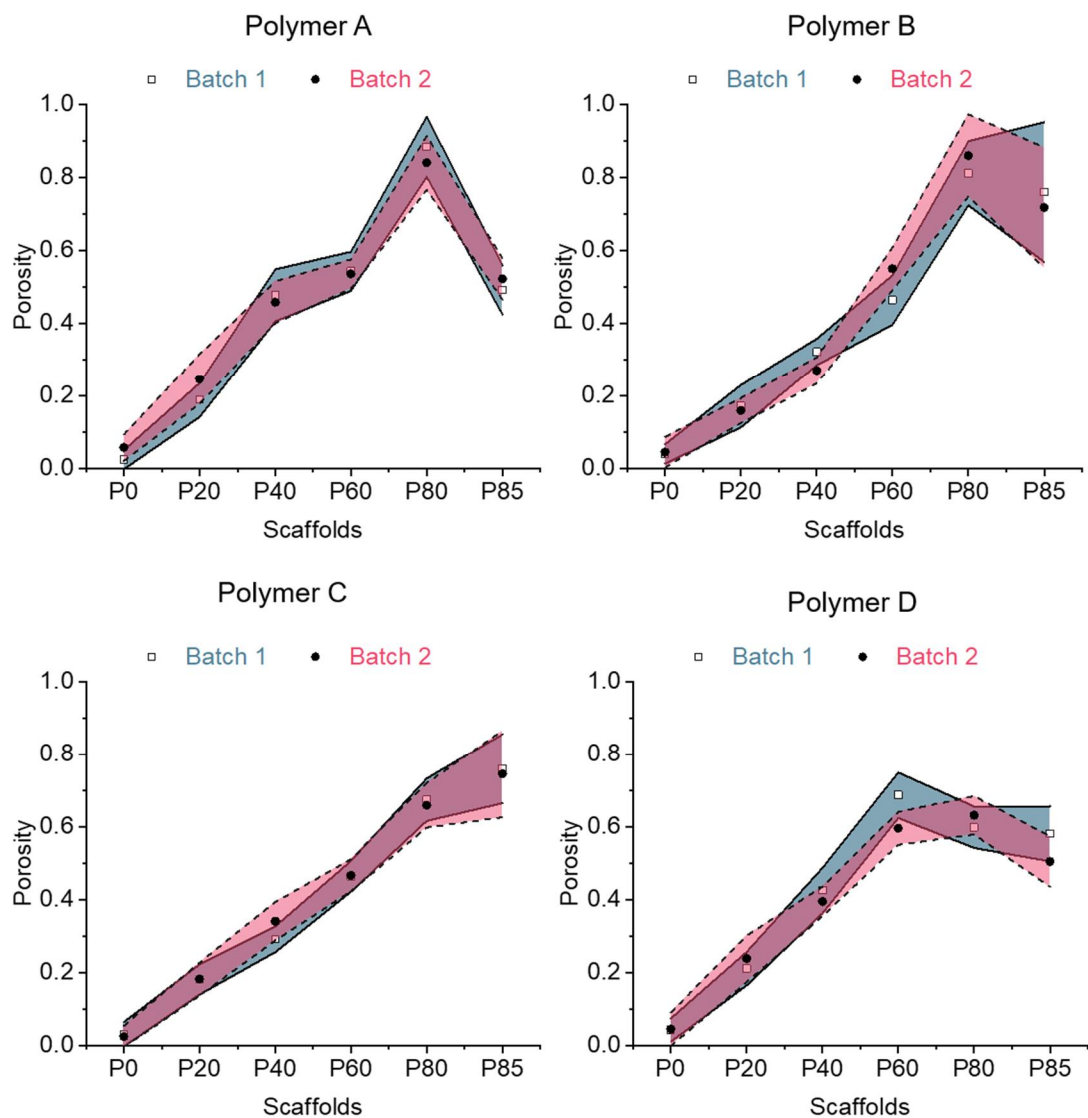 Polymer A
Batch 1 Batch 2
1.0
0.8
0.6
0.4
0.2
0.0
Porosity
P0 P20 P40 P60 P80 P85
Scaffolds
Polymer B
Batch 1 Batch 2
1.0
0.8
0.6
0.4
0.2
0.0
Porosity
P0 P20 P40 P60 P80 P85
Scaffolds
Polymer C
Batch 1 Batch 2
1.0
0.8
0.6
0.4
0.2
0.0
Porosity
P0 P20 P40 P60 P80 P85
Scaffolds
Polymer D
Batch 1 Batch 2
1.0
0.8
0.6
0.4
0.2
0.0
Porosity
P0 P20 P40 P60 P80 P85
Scaffolds